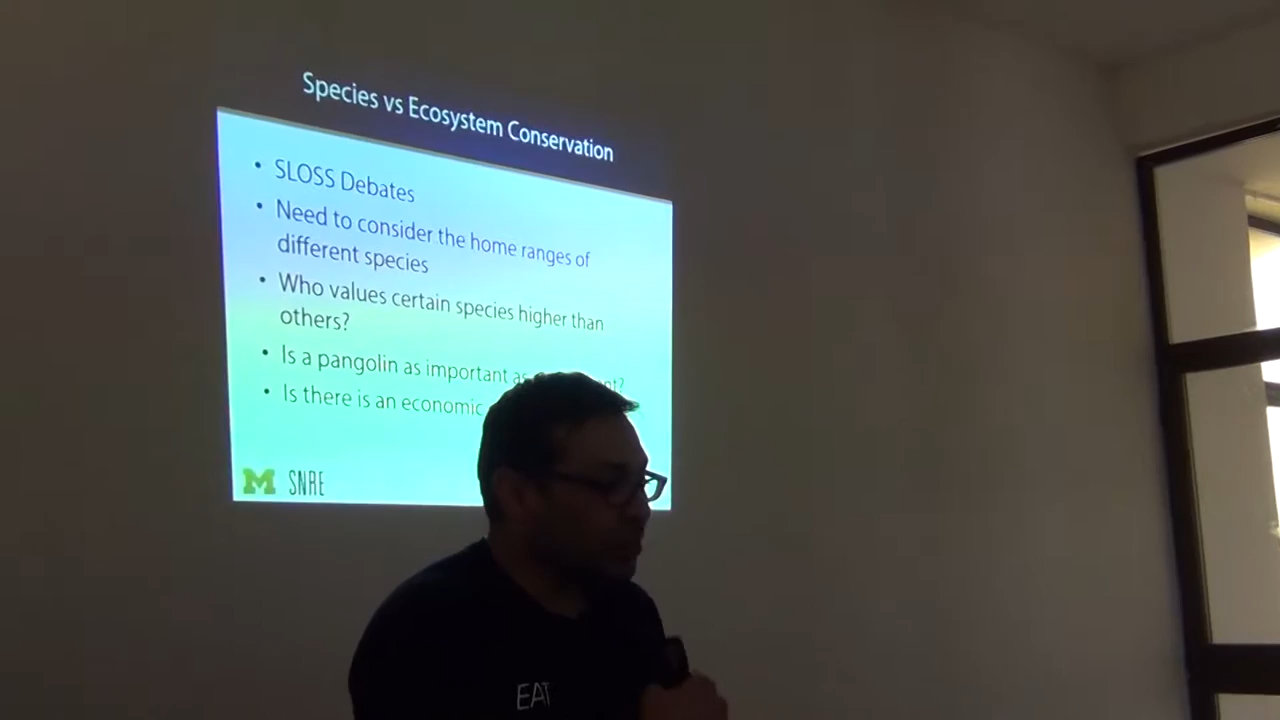 Species vs Ecosystem Conservation
• SLOSS Debates
• Need to consider the home ranges of
different species
• Who values certain species higher than
others?
• Is a pangolin as important as
• Is there is an economic
M SNRE
EAT